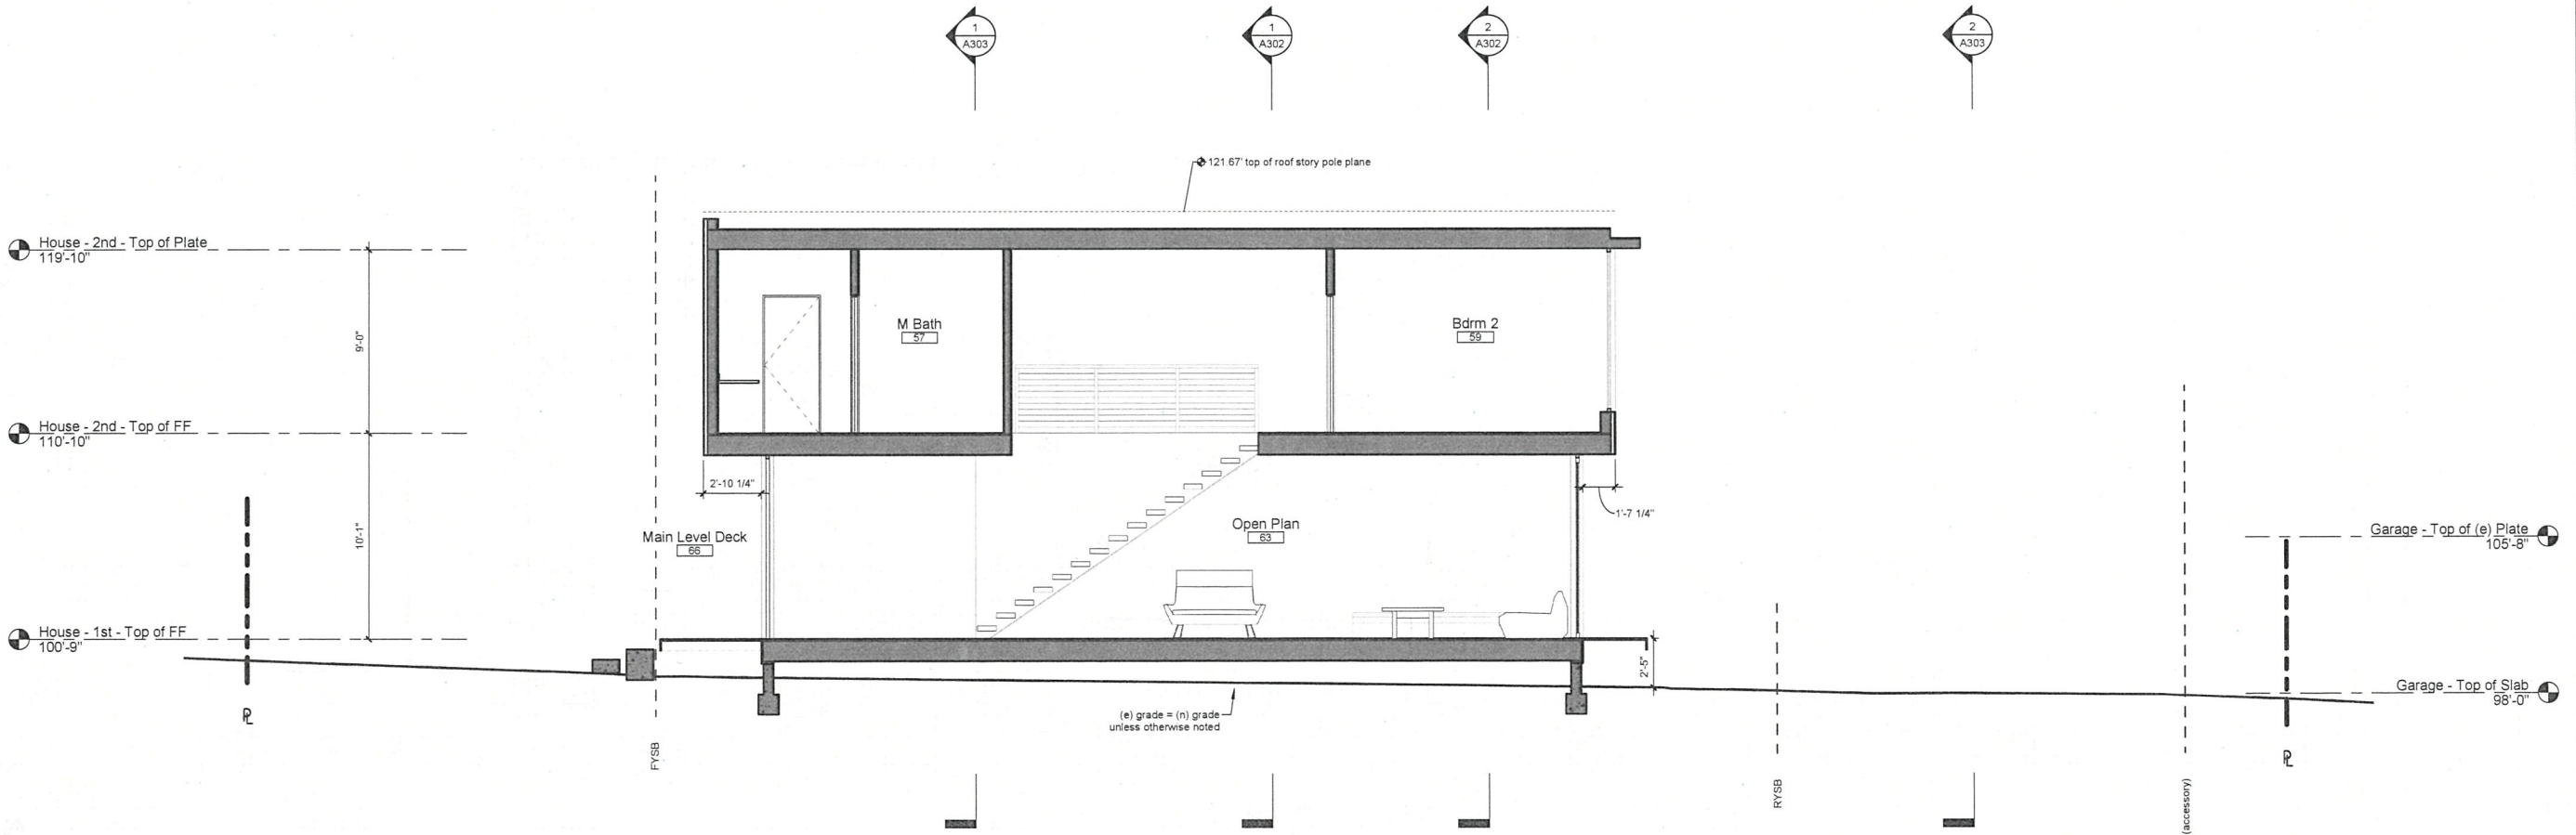 1
A303
1
A302
2
A302
2
A303
121.67' top of roof story pole plane
House - 2nd - Top of Plate
119'-10"
9'-0"
M Bath
57
Bdrm 2
59
House - 2nd - Top of FF
110'-10"
2'-10 1/4"
1'-7 1/4"
10'-1"
Main Level Deck
66
Open Plan
63
Garage - Top of (e) Plate
105'-8"
House - 1st - Top of FF
100'-9"
2'-5"
Garage - Top of Slab
98'-0"
(e) grade = (n) grade
unless otherwise noted
PL
PL
FYSB
RYSB
(accessory)